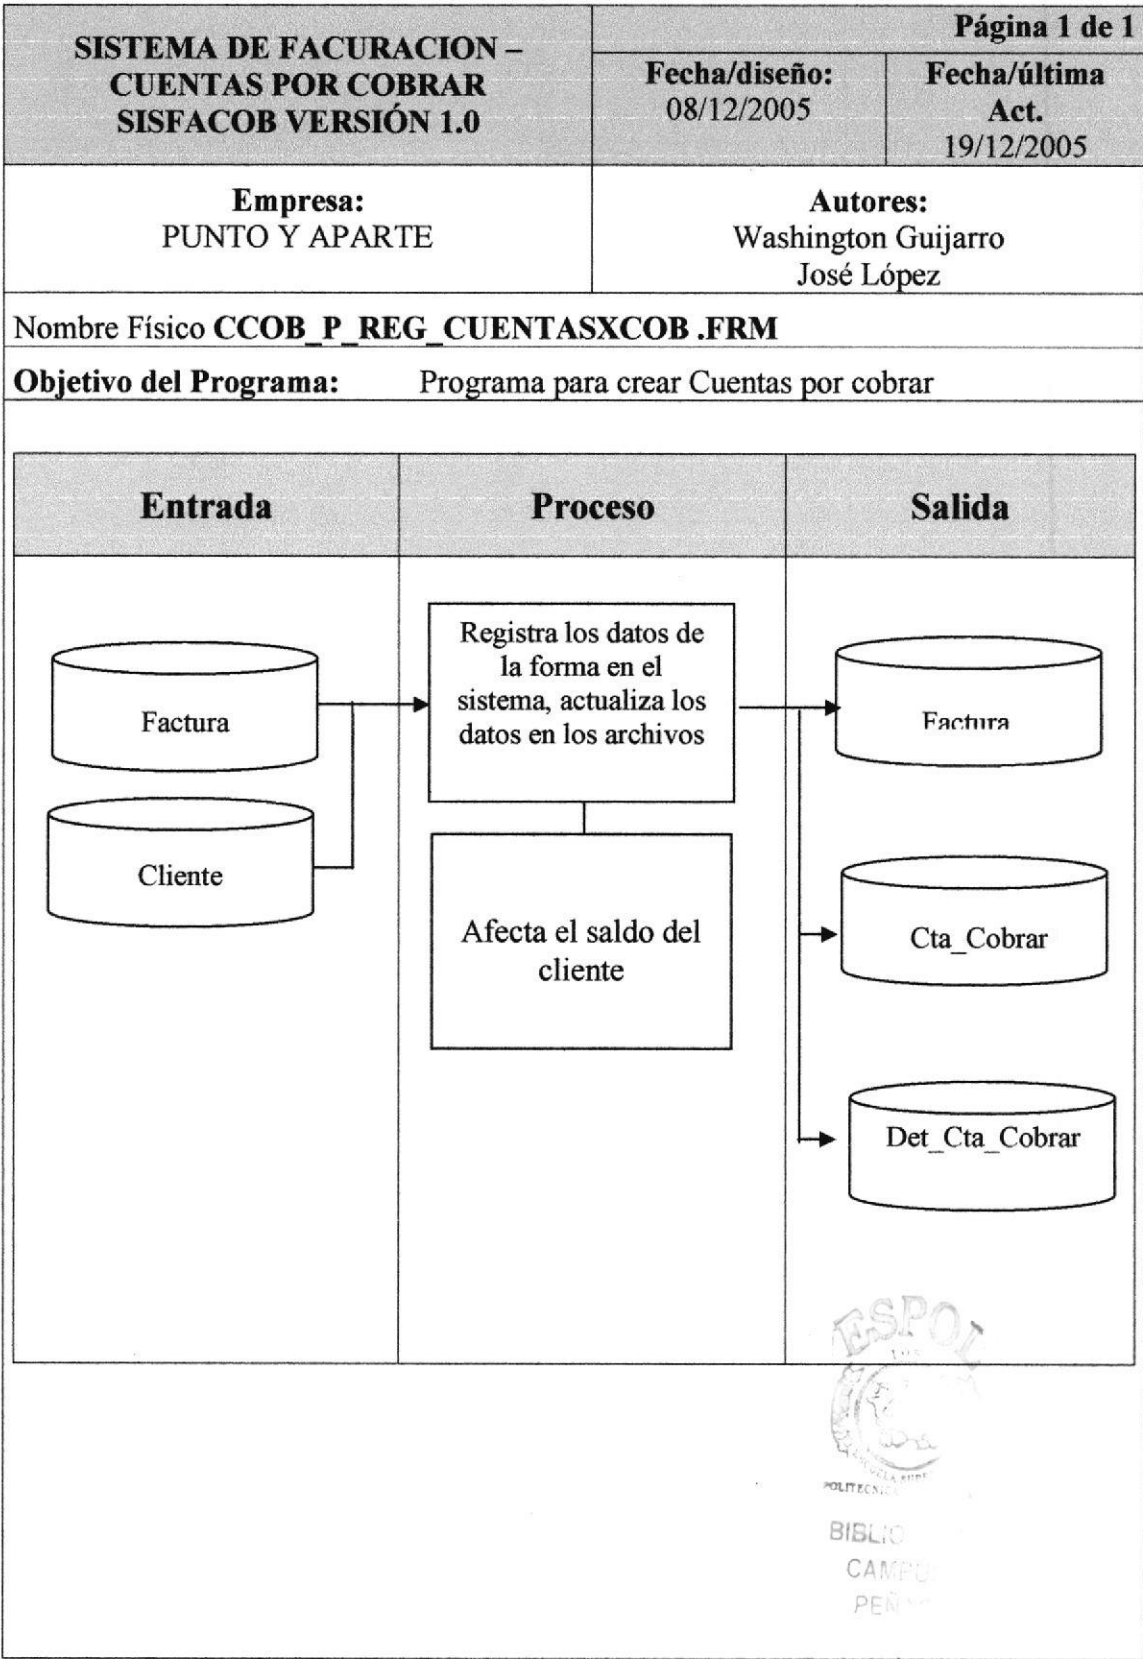 SISTEMA DE FACURACION –
CUENTAS POR COBRAR
SISFACOB VERSIÓN 1.0
Página 1 de 1
Fecha/diseño:
08/12/2005
Fecha/última
Act.
19/12/2005
Empresa:
PUNTO Y APARTE
Autores:
Washington Guijarro
José López
Nombre Físico CCOB_P_REG_CUENTASXCOB .FRM
Objetivo del Programa: Programa para crear Cuentas por cobrar
Entrada
Proceso
Salida
Factura
Cliente
Registra los datos de
la forma en el
sistema, actualiza los
datos en los archivos
Afecta el saldo del
cliente
Factura
Cta_Cobrar
Det_Cta_Cobrar
ESPOL